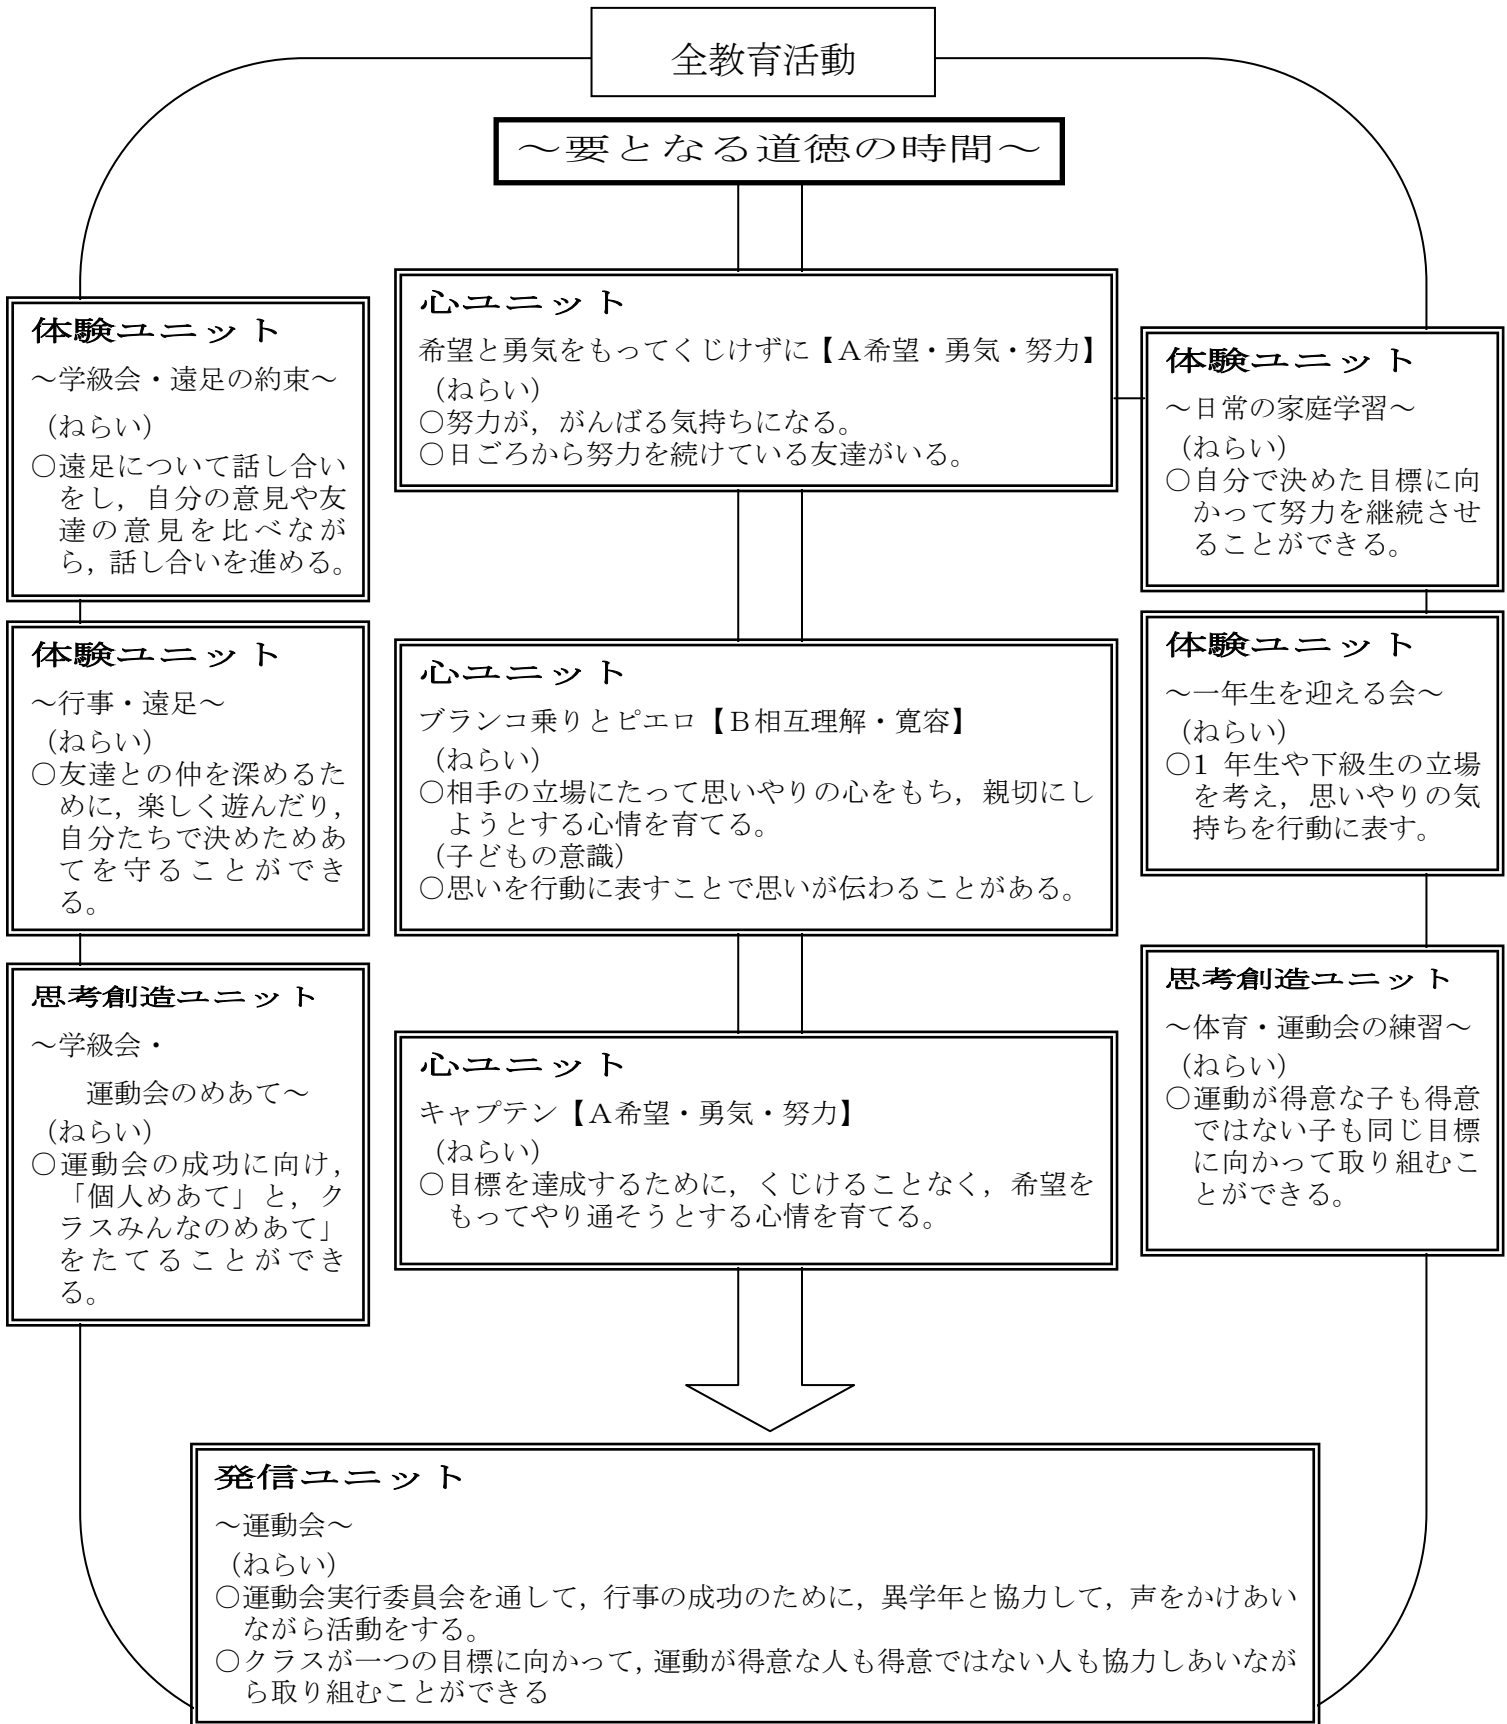 全教育活動
～要となる道徳の時間～
体験ユニット
～学級会・遠足の約束～
（ねらい）
○遠足について話し合い
をし，自分の意見や友
達の意見を比べなが
ら，話し合いを進める。
体験ユニット
～行事・遠足～
（ねらい）
○友達との仲を深めるた
めに，楽しく遊んだり，
自分たちで決めためあ
てを守ることができ
る。
思考創造ユニット
～学級会・
運動会のめあて～
（ねらい）
○運動会の成功に向け，
「個人めあて」と，ク
ラスみんなのめあて」
をたてることができ
る。
心ユニット
希望と勇気をもってくじけずに【Ａ希望・勇気・努力】
（ねらい）
○努力が，がんばる気持ちになる。
○日ごろから努力を続けている友達がいる。
心ユニット
ブランコ乗りとピエロ【Ｂ相互理解・寛容】
（ねらい）
○相手の立場にたって思いやりの心をもち，親切にし
ようとする心情を育てる。
（子どもの意識）
○思いを行動に表すことで思いが伝わることがある。
心ユニット
キャプテン【Ａ希望・勇気・努力】
（ねらい）
○目標を達成するために，くじけることなく，希望を
もってやり通そうとする心情を育てる。
体験ユニット
～日常の家庭学習～
（ねらい）
○自分で決めた目標に向
かって努力を継続させ
ることができる。
体験ユニット
～一年生を迎える会～
（ねらい）
○1 年生や下級生の立場
を考え，思いやりの気
持ちを行動に表す。
思考創造ユニット
～体育・運動会の練習～
（ねらい）
○運動が得意な子も得意
ではない子も同じ目標
に向かって取り組むこ
とができる。
発信ユニット
～運動会～
（ねらい）
○運動会実行委員会を通して，行事の成功のために，異学年と協力して，声をかけあい
ながら活動をする。
○クラスが一つの目標に向かって，運動が得意な人も得意ではない人も協力しあいなが
ら取り組むことができる